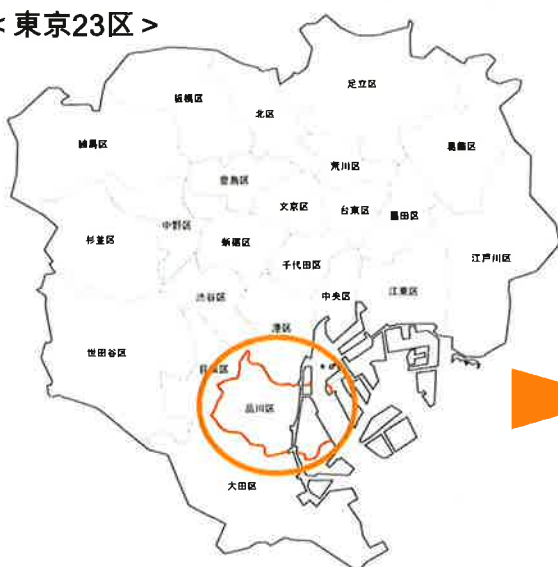 <東京23区>
足立区
板橋区
北区
練馬区
葛飾区
荒川区
豊島区
文京区
台東区
墨田区
中野区
杉並区
新宿区
江戸川区
千代田区
渋谷区
中央区
江東区
港区
世田谷区
目黒区
品川区
大田区